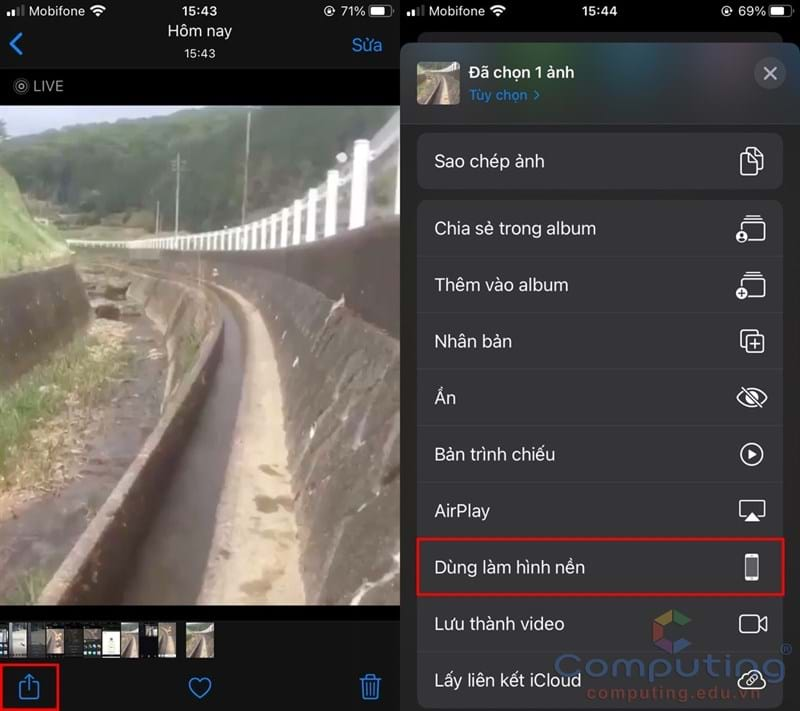 Mobifone
15:43
71%
Hôm nay
15:43
Sửa
LIVE
Mobifone
15:44
69%
Đã chọn 1 ảnh
Tùy chọn
Sao chép ảnh
Chia sẻ trong album
Thêm vào album
Nhân bản
Ẩn
Bản trình chiếu
AirPlay
Dùng làm hình nền
Lưu thành video
Lấy liên kết iCloud
Computing®
computing.edu.vn